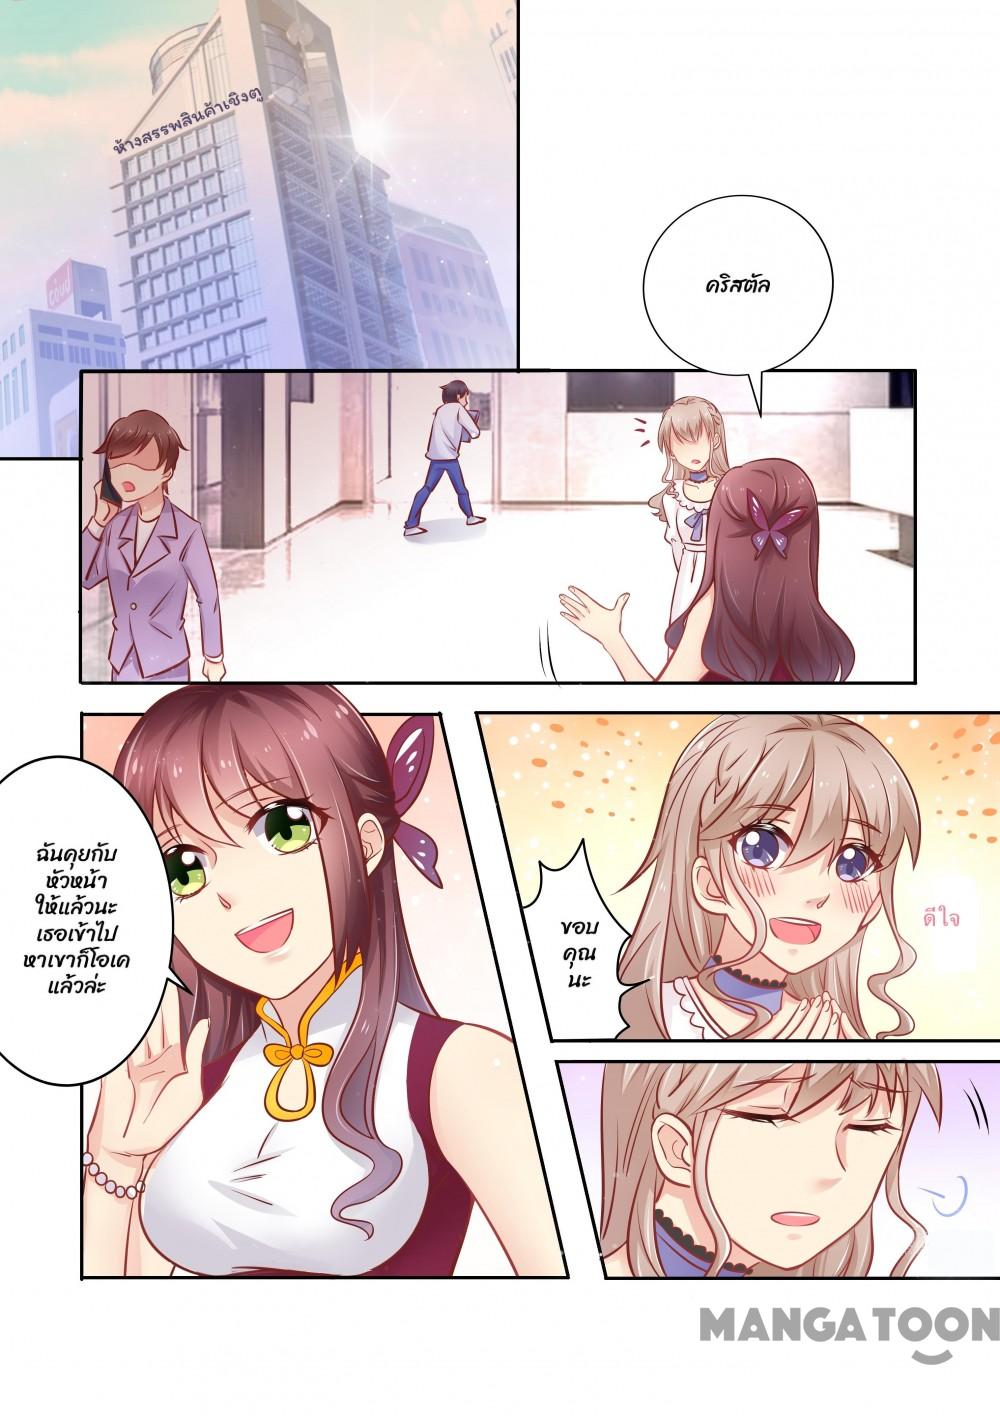 ห้างสรรพสินค้าเชิงตู
cloud
คริสตัล
ฉันคุยกับ
หัวหน้า
ให้แล้วนะ
เธอเข้าไป
หาเขาก็โอเค
แล้วล่ะ
ขอบ
คุณ
นะ
ดีใจ
MANGATOON